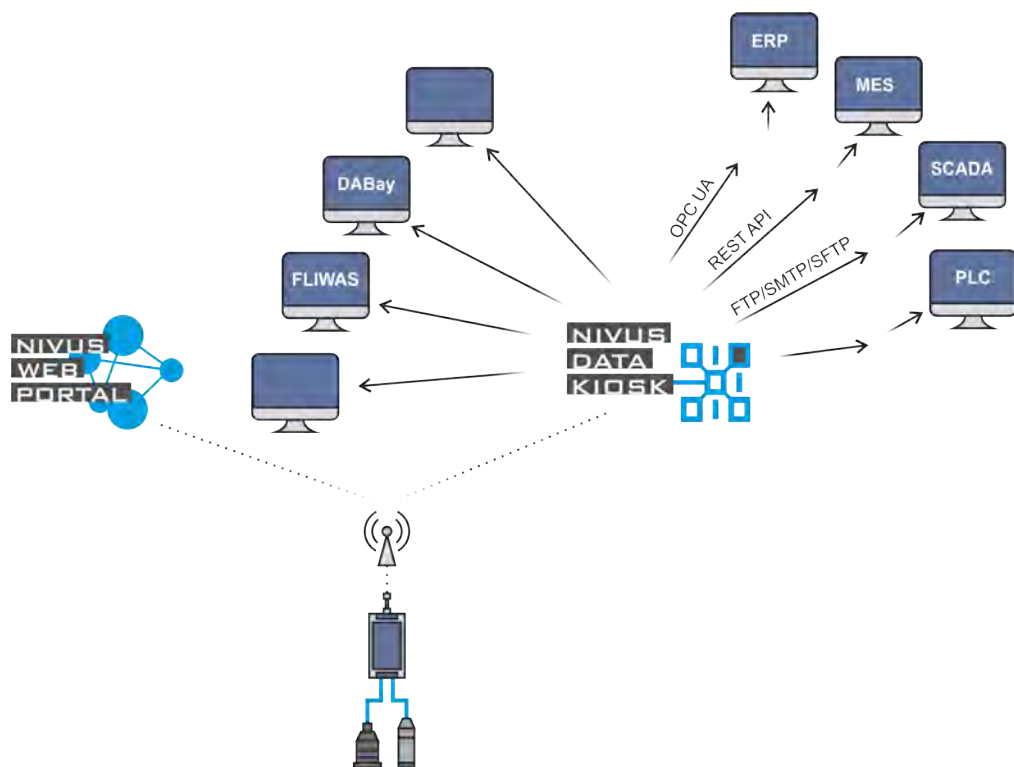 ERP
MES
SCADA
PLC
DABay
FLIWAS
OPC UA
REST API
FTP/SMTP/SFTP
NIVUS
WEB
PORTAL
NIVUS
DATA
KIOSK